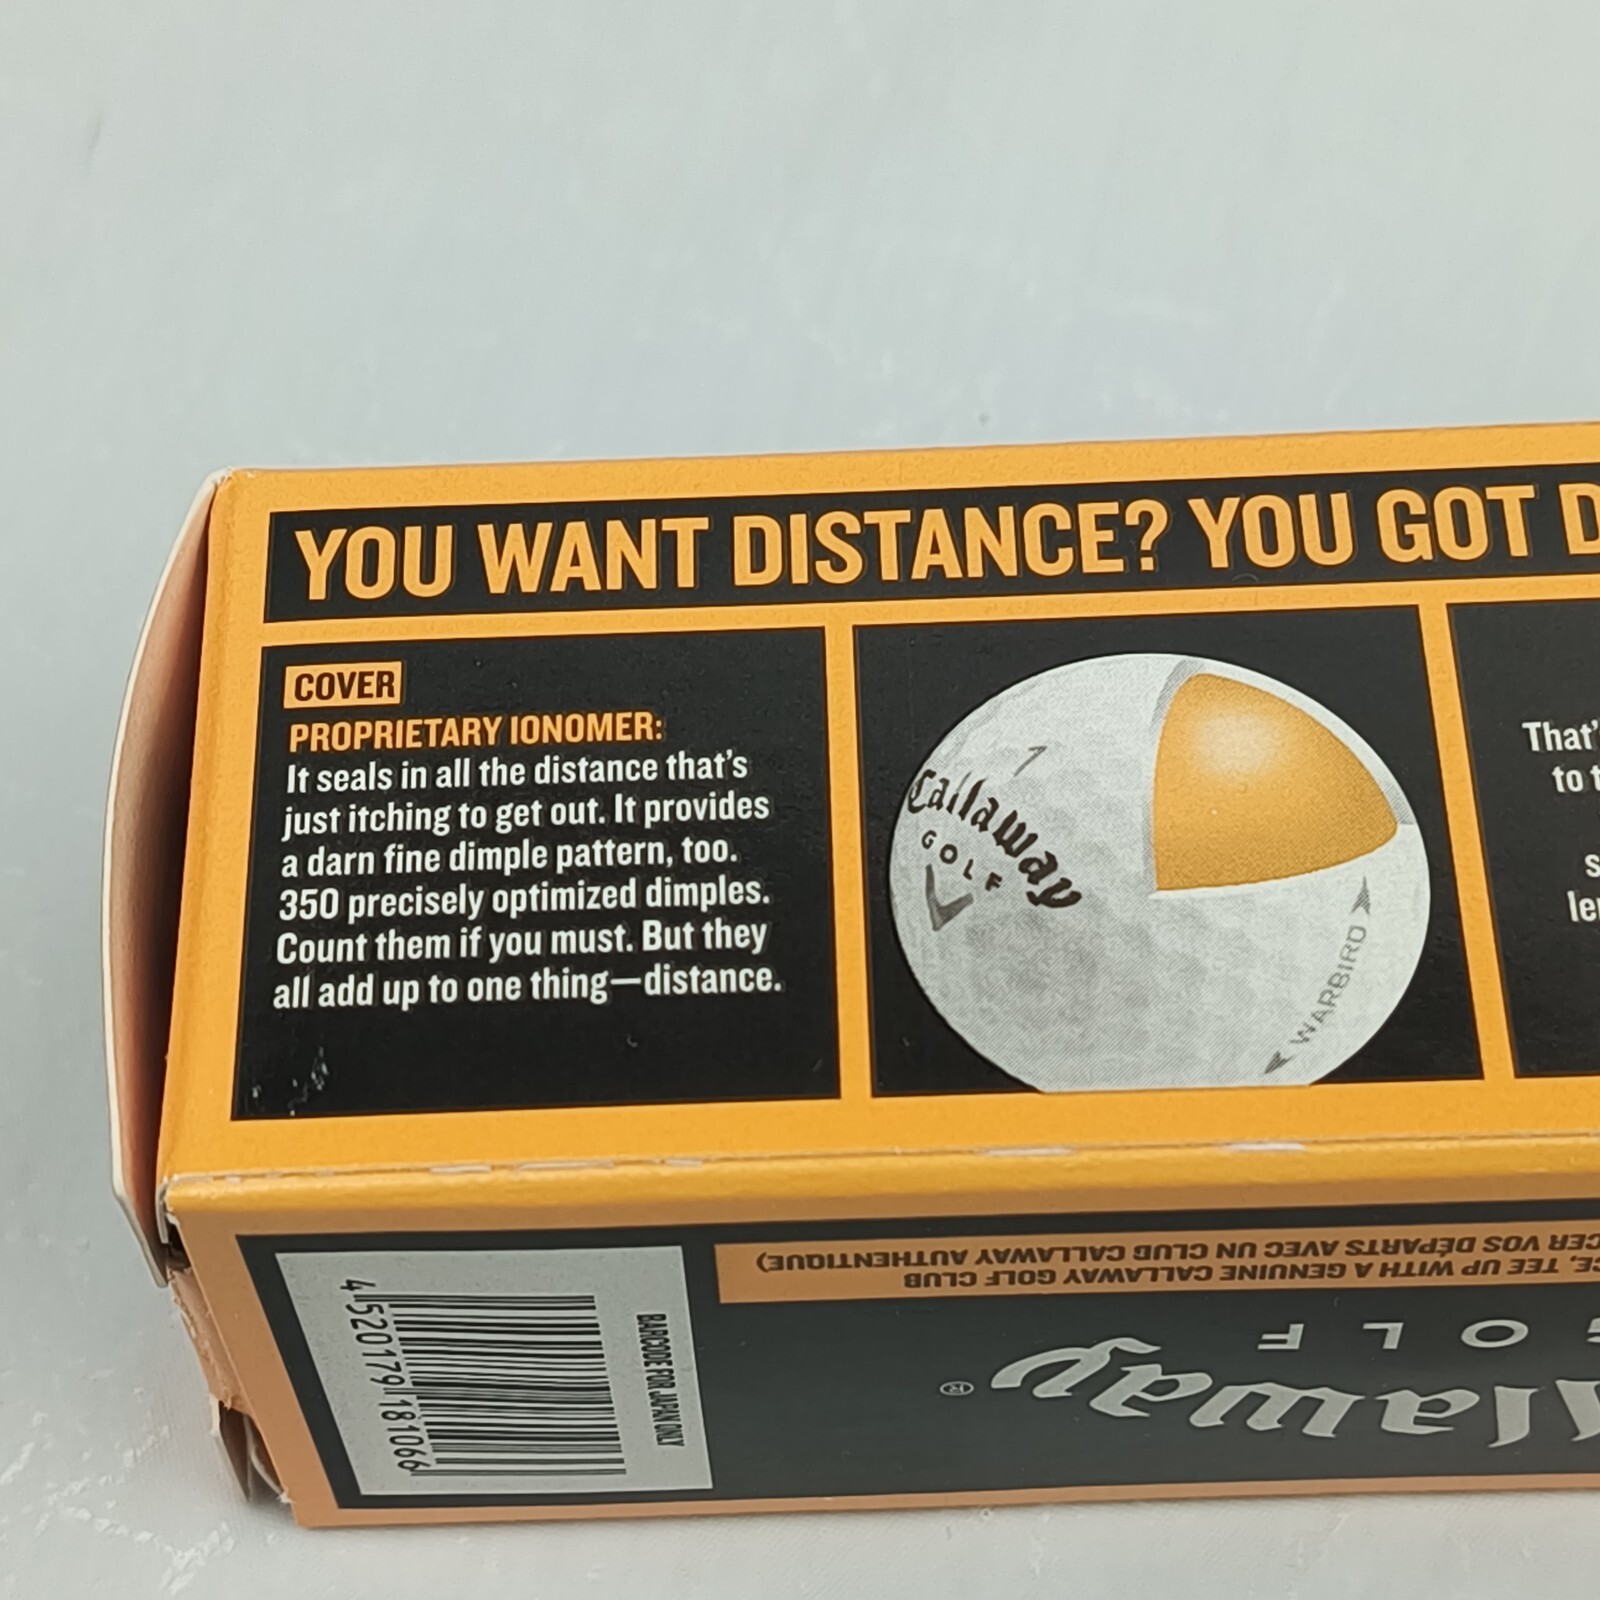 YOU WANT DISTANCE? YOU GOT D
COVER
PROPRIETARY IONOMER:
It seals in all the distance that's
just itching to get out. It provides
a darn fine dimple pattern, too.
350 precisely optimized dimples.
Count them if you must. But they
all add up to one thing—distance.
1
Callaway
GOLF
WARBIRD
That'
to t
s
le
CER VOS DÉPARTS AVEC UN CLUB CALLAWAY AUTHENTIQUE)
E, TEE UP WITH A GENUINE CALLAWAY GOLF CLUB
GOLF
llaway®
BARCODE FOR JAPAN ONLY
4 520179 181066